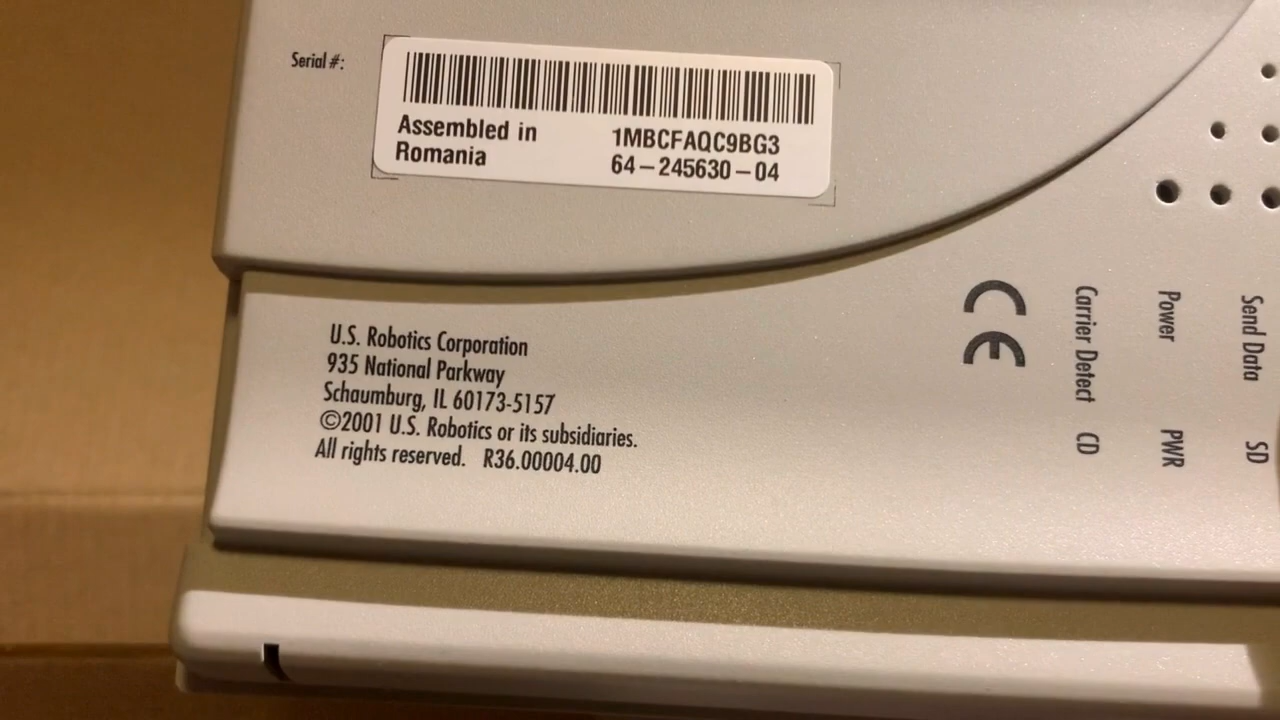 Serial #:
Assembled in
Romania
1MBCFAQC9BG3
64-245630-04
U.S. Robotics Corporation
935 National Parkway
Schaumburg, IL 60173-5157
©2001 U.S. Robotics or its subsidiaries.
All rights reserved. R36.00004.00
CE
Carrier Detect CD
Power PWR
Send Data SD